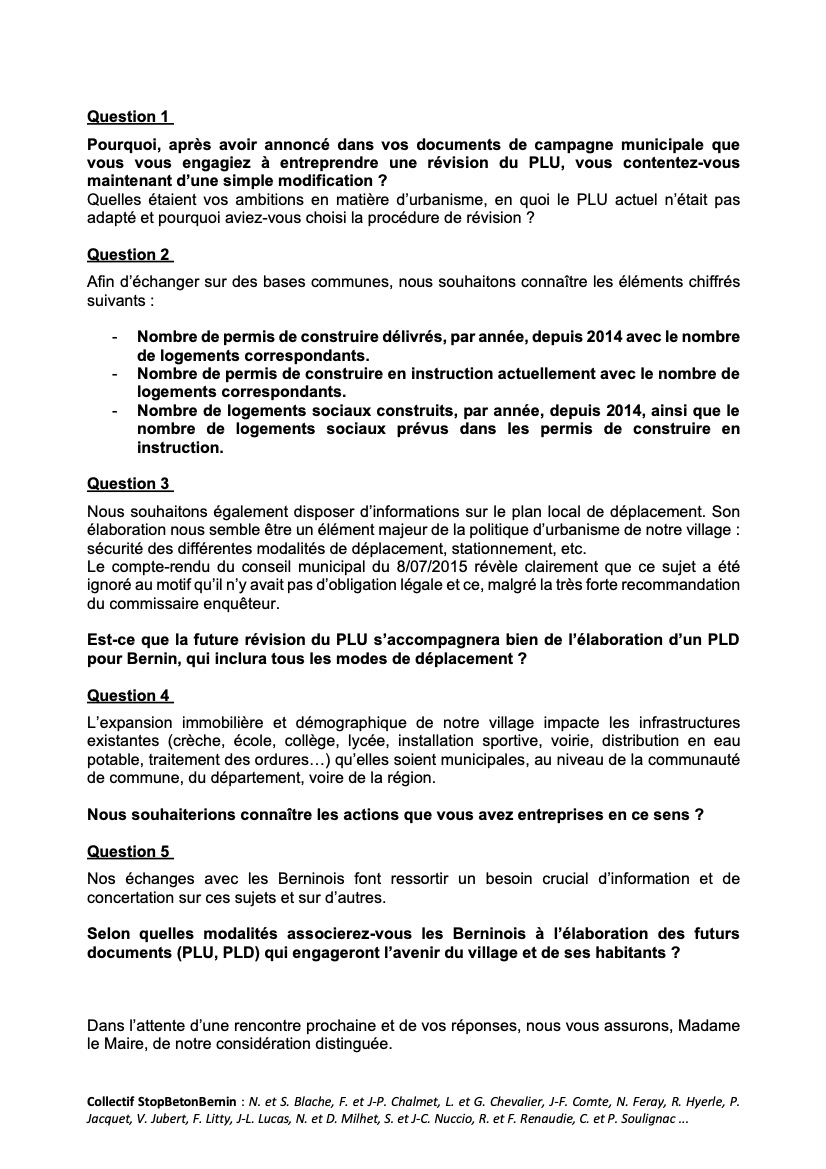 Question 1
Pourquoi, après avoir annoncé dans vos documents de campagne municipale que
vous vous engagiez à entreprendre une révision du PLU, vous contentez-vous
maintenant d’une simple modification ?
Quelles étaient vos ambitions en matière d’urbanisme, en quoi le PLU actuel n’était pas
adapté et pourquoi aviez-vous choisi la procédure de révision ?
Question 2
Afin d’échanger sur des bases communes, nous souhaitons connaître les éléments chiffrés
suivants :
- Nombre de permis de construire délivrés, par année, depuis 2014 avec le nombre
de logements correspondants.
- Nombre de permis de construire en instruction actuellement avec le nombre de
logements correspondants.
- Nombre de logements sociaux construits, par année, depuis 2014, ainsi que le
nombre de logements sociaux prévus dans les permis de construire en
instruction.
Question 3
Nous souhaitons également disposer d’informations sur le plan local de déplacement. Son
élaboration nous semble être un élément majeur de la politique d’urbanisme de notre village :
sécurité des différentes modalités de déplacement, stationnement, etc.
Le compte-rendu du conseil municipal du 8/07/2015 révèle clairement que ce sujet a été
ignoré au motif qu’il n’y avait pas d’obligation légale et ce, malgré la très forte recommandation
du commissaire enquêteur.
Est-ce que la future révision du PLU s’accompagnera bien de l’élaboration d’un PLD
pour Bernin, qui inclura tous les modes de déplacement ?
Question 4
L’expansion immobilière et démographique de notre village impacte les infrastructures
existantes (crèche, école, collège, lycée, installation sportive, voirie, distribution en eau
potable, traitement des ordures…) qu’elles soient municipales, au niveau de la communauté
de commune, du département, voire de la région.
Nous souhaiterions connaître les actions que vous avez entreprises en ce sens ?
Question 5
Nos échanges avec les Berninois font ressortir un besoin crucial d’information et de
concertation sur ces sujets et sur d’autres.
Selon quelles modalités associerez-vous les Berninois à l’élaboration des futurs
documents (PLU, PLD) qui engageront l’avenir du village et de ses habitants ?
Dans l’attente d’une rencontre prochaine et de vos réponses, nous vous assurons, Madame
le Maire, de notre considération distinguée.
Collectif StopBetonBernin : N. et S. Blache, F. et J-P. Chalmet, L. et G. Chevalier, J-F. Comte, N. Feray, R. Hyerle, P.
Jacquet, V. Jubert, F. Litty, J-L. Lucas, N. et D. Milhet, S. et J-C. Nuccio, R. et F. Renaudie, C. et P. Soulignac ...